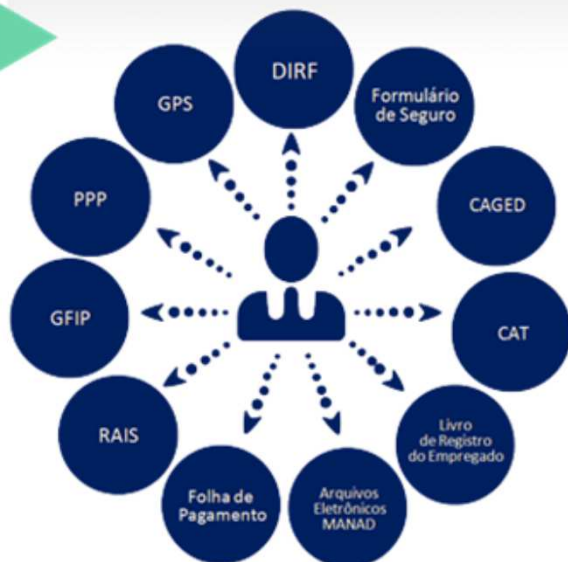 DIRF
Formulário
de Seguro
CAGED
CAT
Livro
de Registro
do Empregado
Arquivos
Eletrônicos
MANAD
Folha de
Pagamento
RAIS
GFIP
PPP
GPS